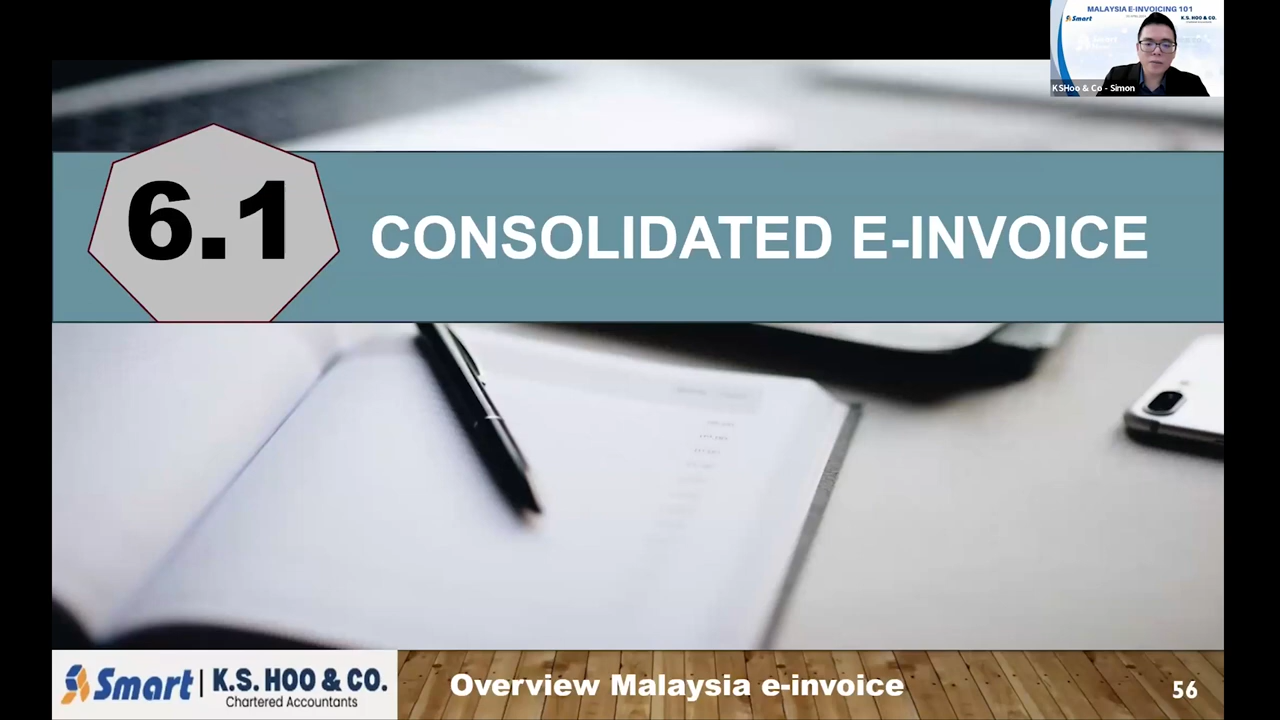 MALAYSIA E-INVOICING 101
Smart
K.S. HOO & CO.
KSHoo & Co - Simon
6.1
CONSOLIDATED E-INVOICE
Smart
K.S. HOO & CO.
Chartered Accountants
Overview Malaysia e-invoice
56